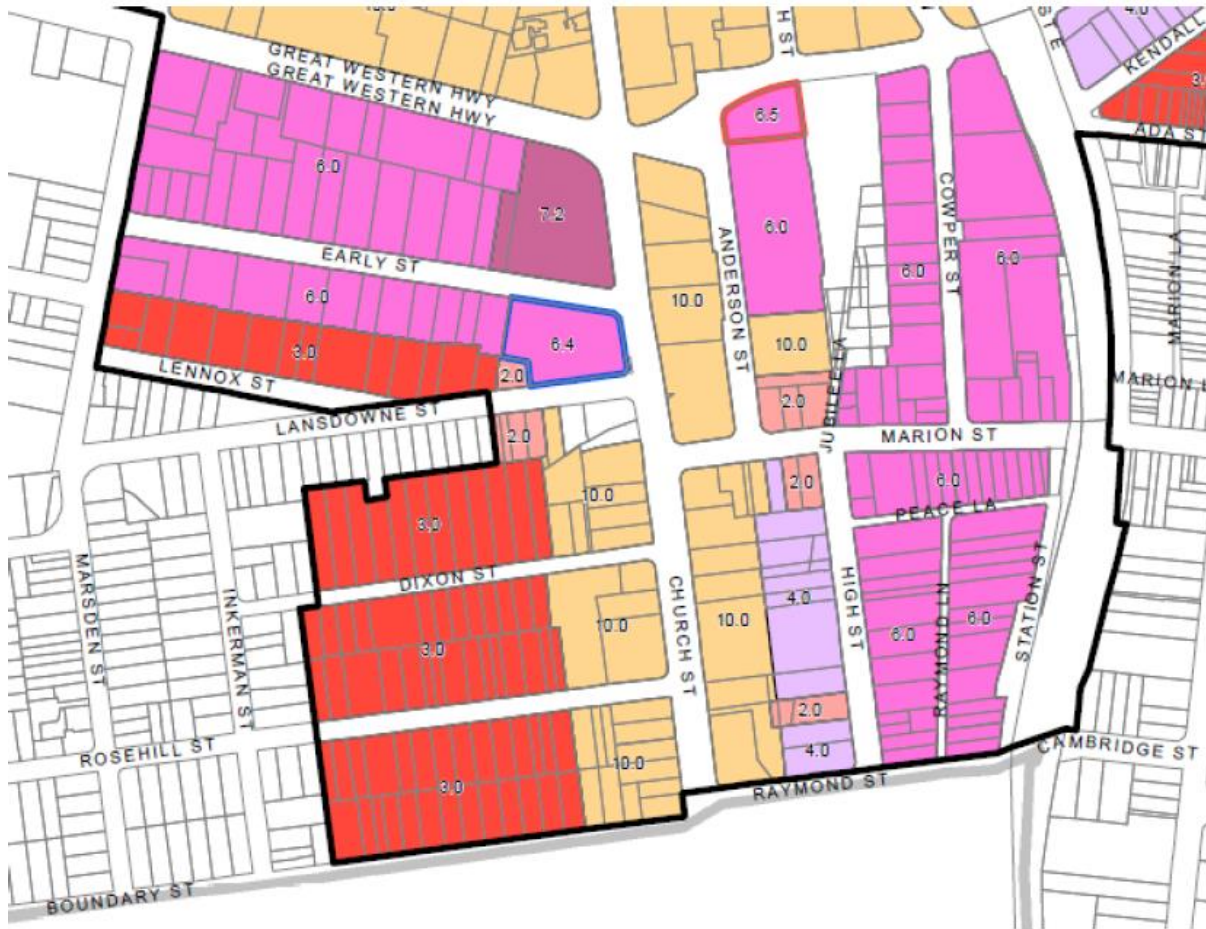 4.0
KENDALL
H ST
GREAT WESTERN HWY
GREAT WESTERN HWY
6.5
3.
ADA ST
6.0
7.2
COWPER ST
ANDERSON ST
6.0
6.0
6.0
MARION LA
EARLY ST
6.0
10.0
6.4
10.0
3.0
2.0
LENNOX ST
JUBILEE LA
2.0
MARION L
LANSDOWNE ST
2.0
MARION ST
10.0
2.0
6.0
3.0
PEACE LA
MARSDEN ST
INKERMAN ST
DIXON ST
CHURCH ST
4.0
HIGH ST
RAYMOND LN
STATION ST
3.0
10.0
10.0
6.0
6.0
2.0
ROSEHILL ST
4.0
CAMBRIDGE ST
3.0
10.0
RAYMOND ST
BOUNDARY ST